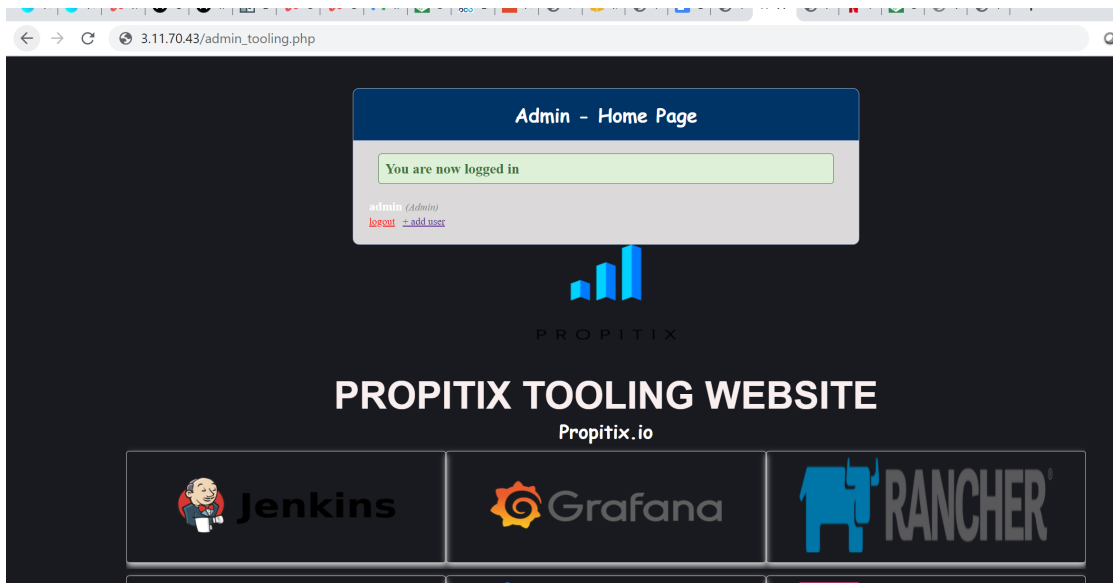 3.11.70.43/admin_tooling.php
Admin - Home Page
You are now logged in
admin (Admin)
logout + add user
PROPITIX
PROPITIX TOOLING WEBSITE
Propitix.io
Jenkins
Grafana
RANCHER®